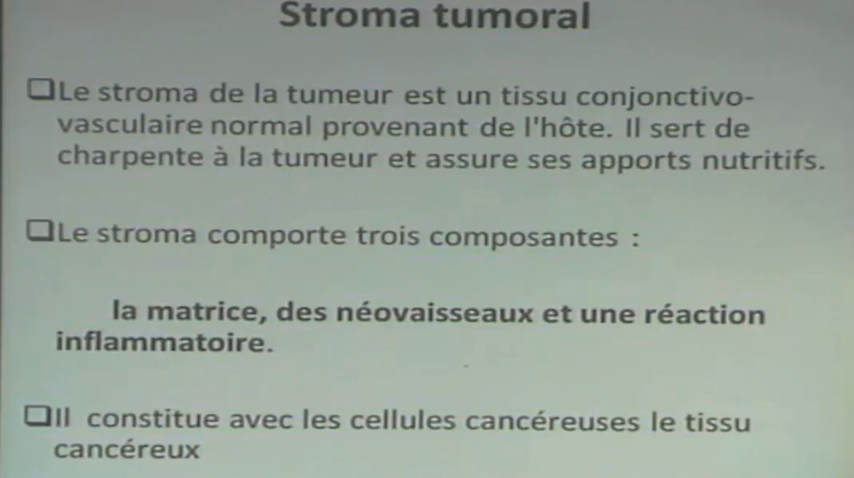 Stroma tumoral
❑Le stroma de la tumeur est un tissu conjonctivo-
vasculaire normal provenant de l'hôte. Il sert de
charpente à la tumeur et assure ses apports nutritifs.
❑Le stroma comporte trois composantes :
la matrice, des néovaisseaux et une réaction
inflammatoire.
❑Il constitue avec les cellules cancéreuses le tissu
cancéreux